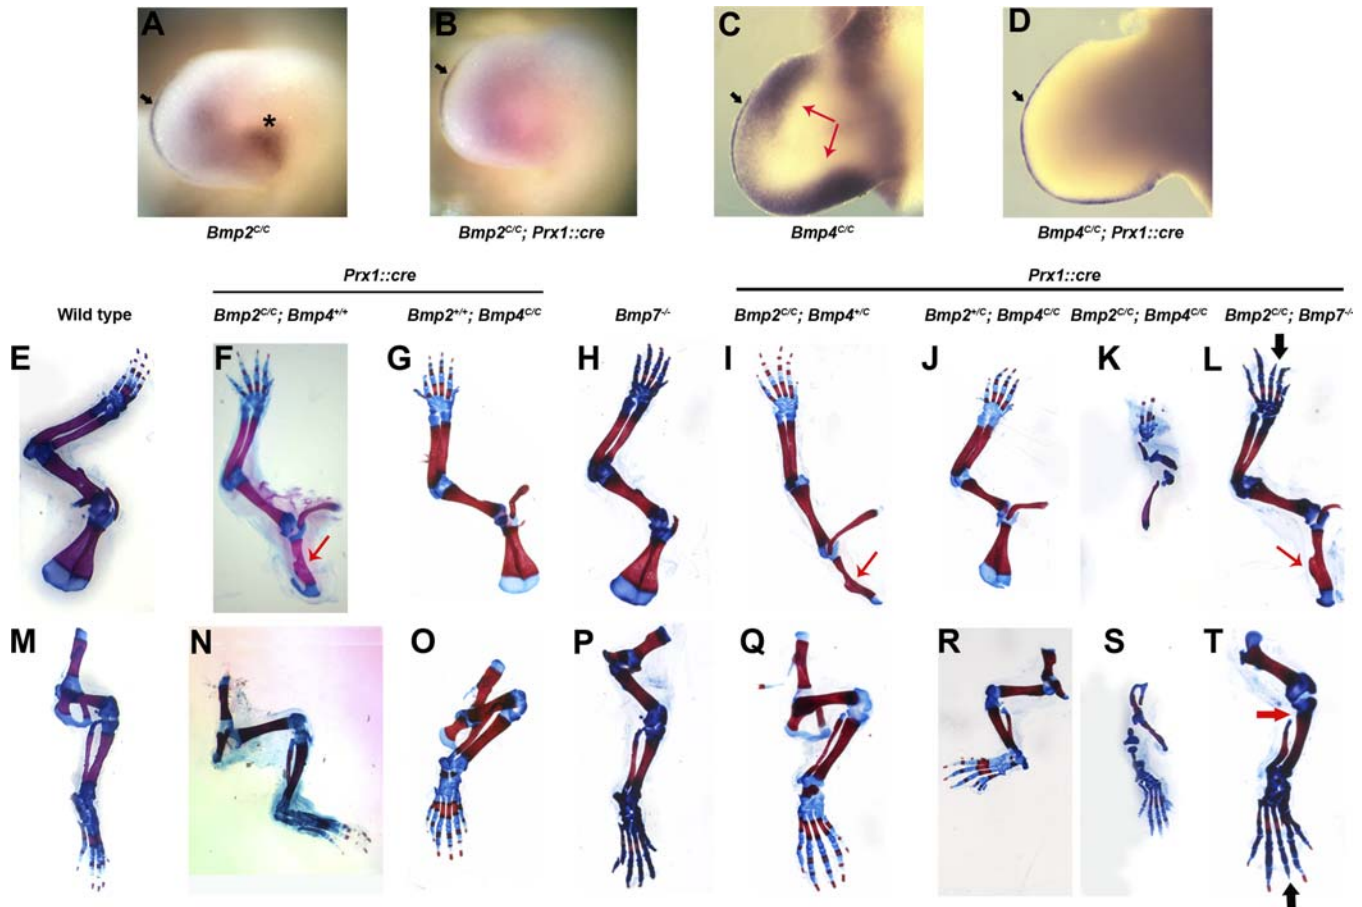 A B C D
*
Bmp2C/C Bmp2C/C; Prx1::cre Bmp4C/C Bmp4C/C; Prx1::cre
Prx1::cre Prx1::cre
Wild type Bmp2C/C; Bmp4+/+ Bmp2+/+; Bmp4C/C Bmp7-/- Bmp2C/C; Bmp4+/C Bmp2+/C; Bmp4C/C Bmp2C/C; Bmp4C/C Bmp2C/C; Bmp7-/-
E F G H I J K L
M N O P Q R S T